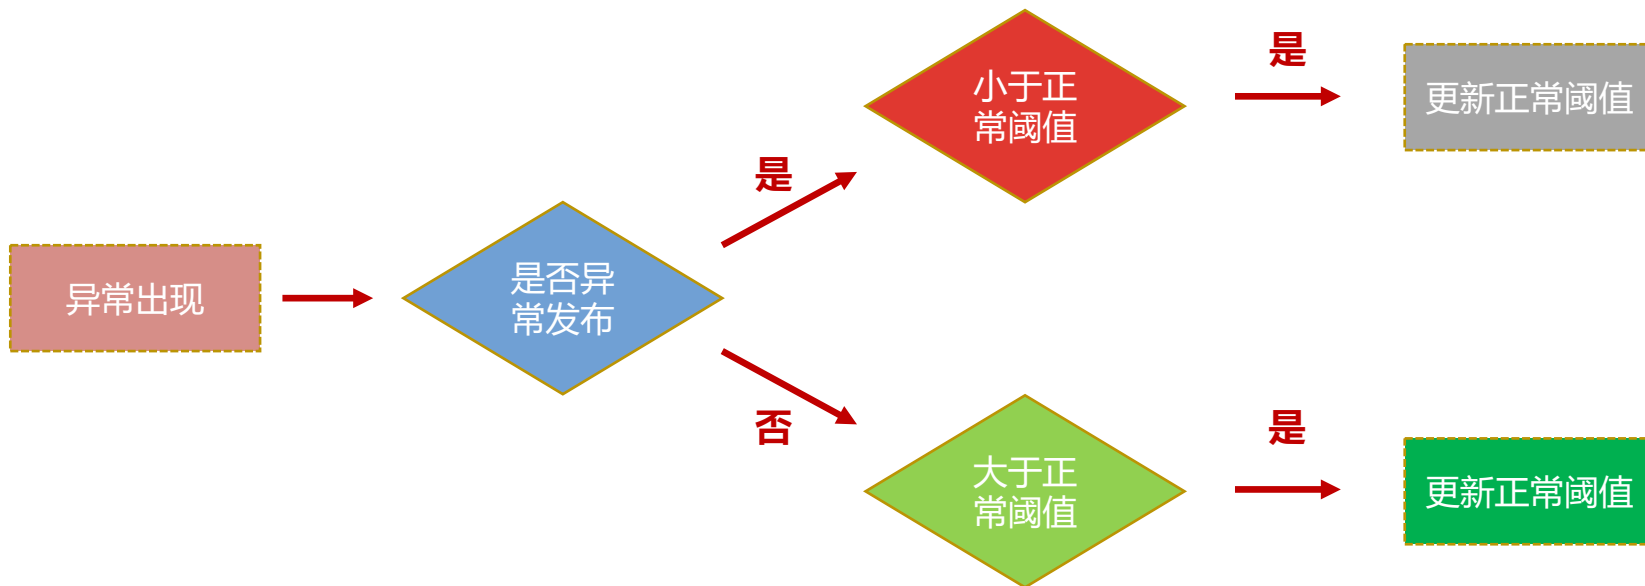 异常出现
是否异
常发布
是
小于正
常阈值
是
更新正常阈值
否
大于正
常阈值
是
更新正常阈值